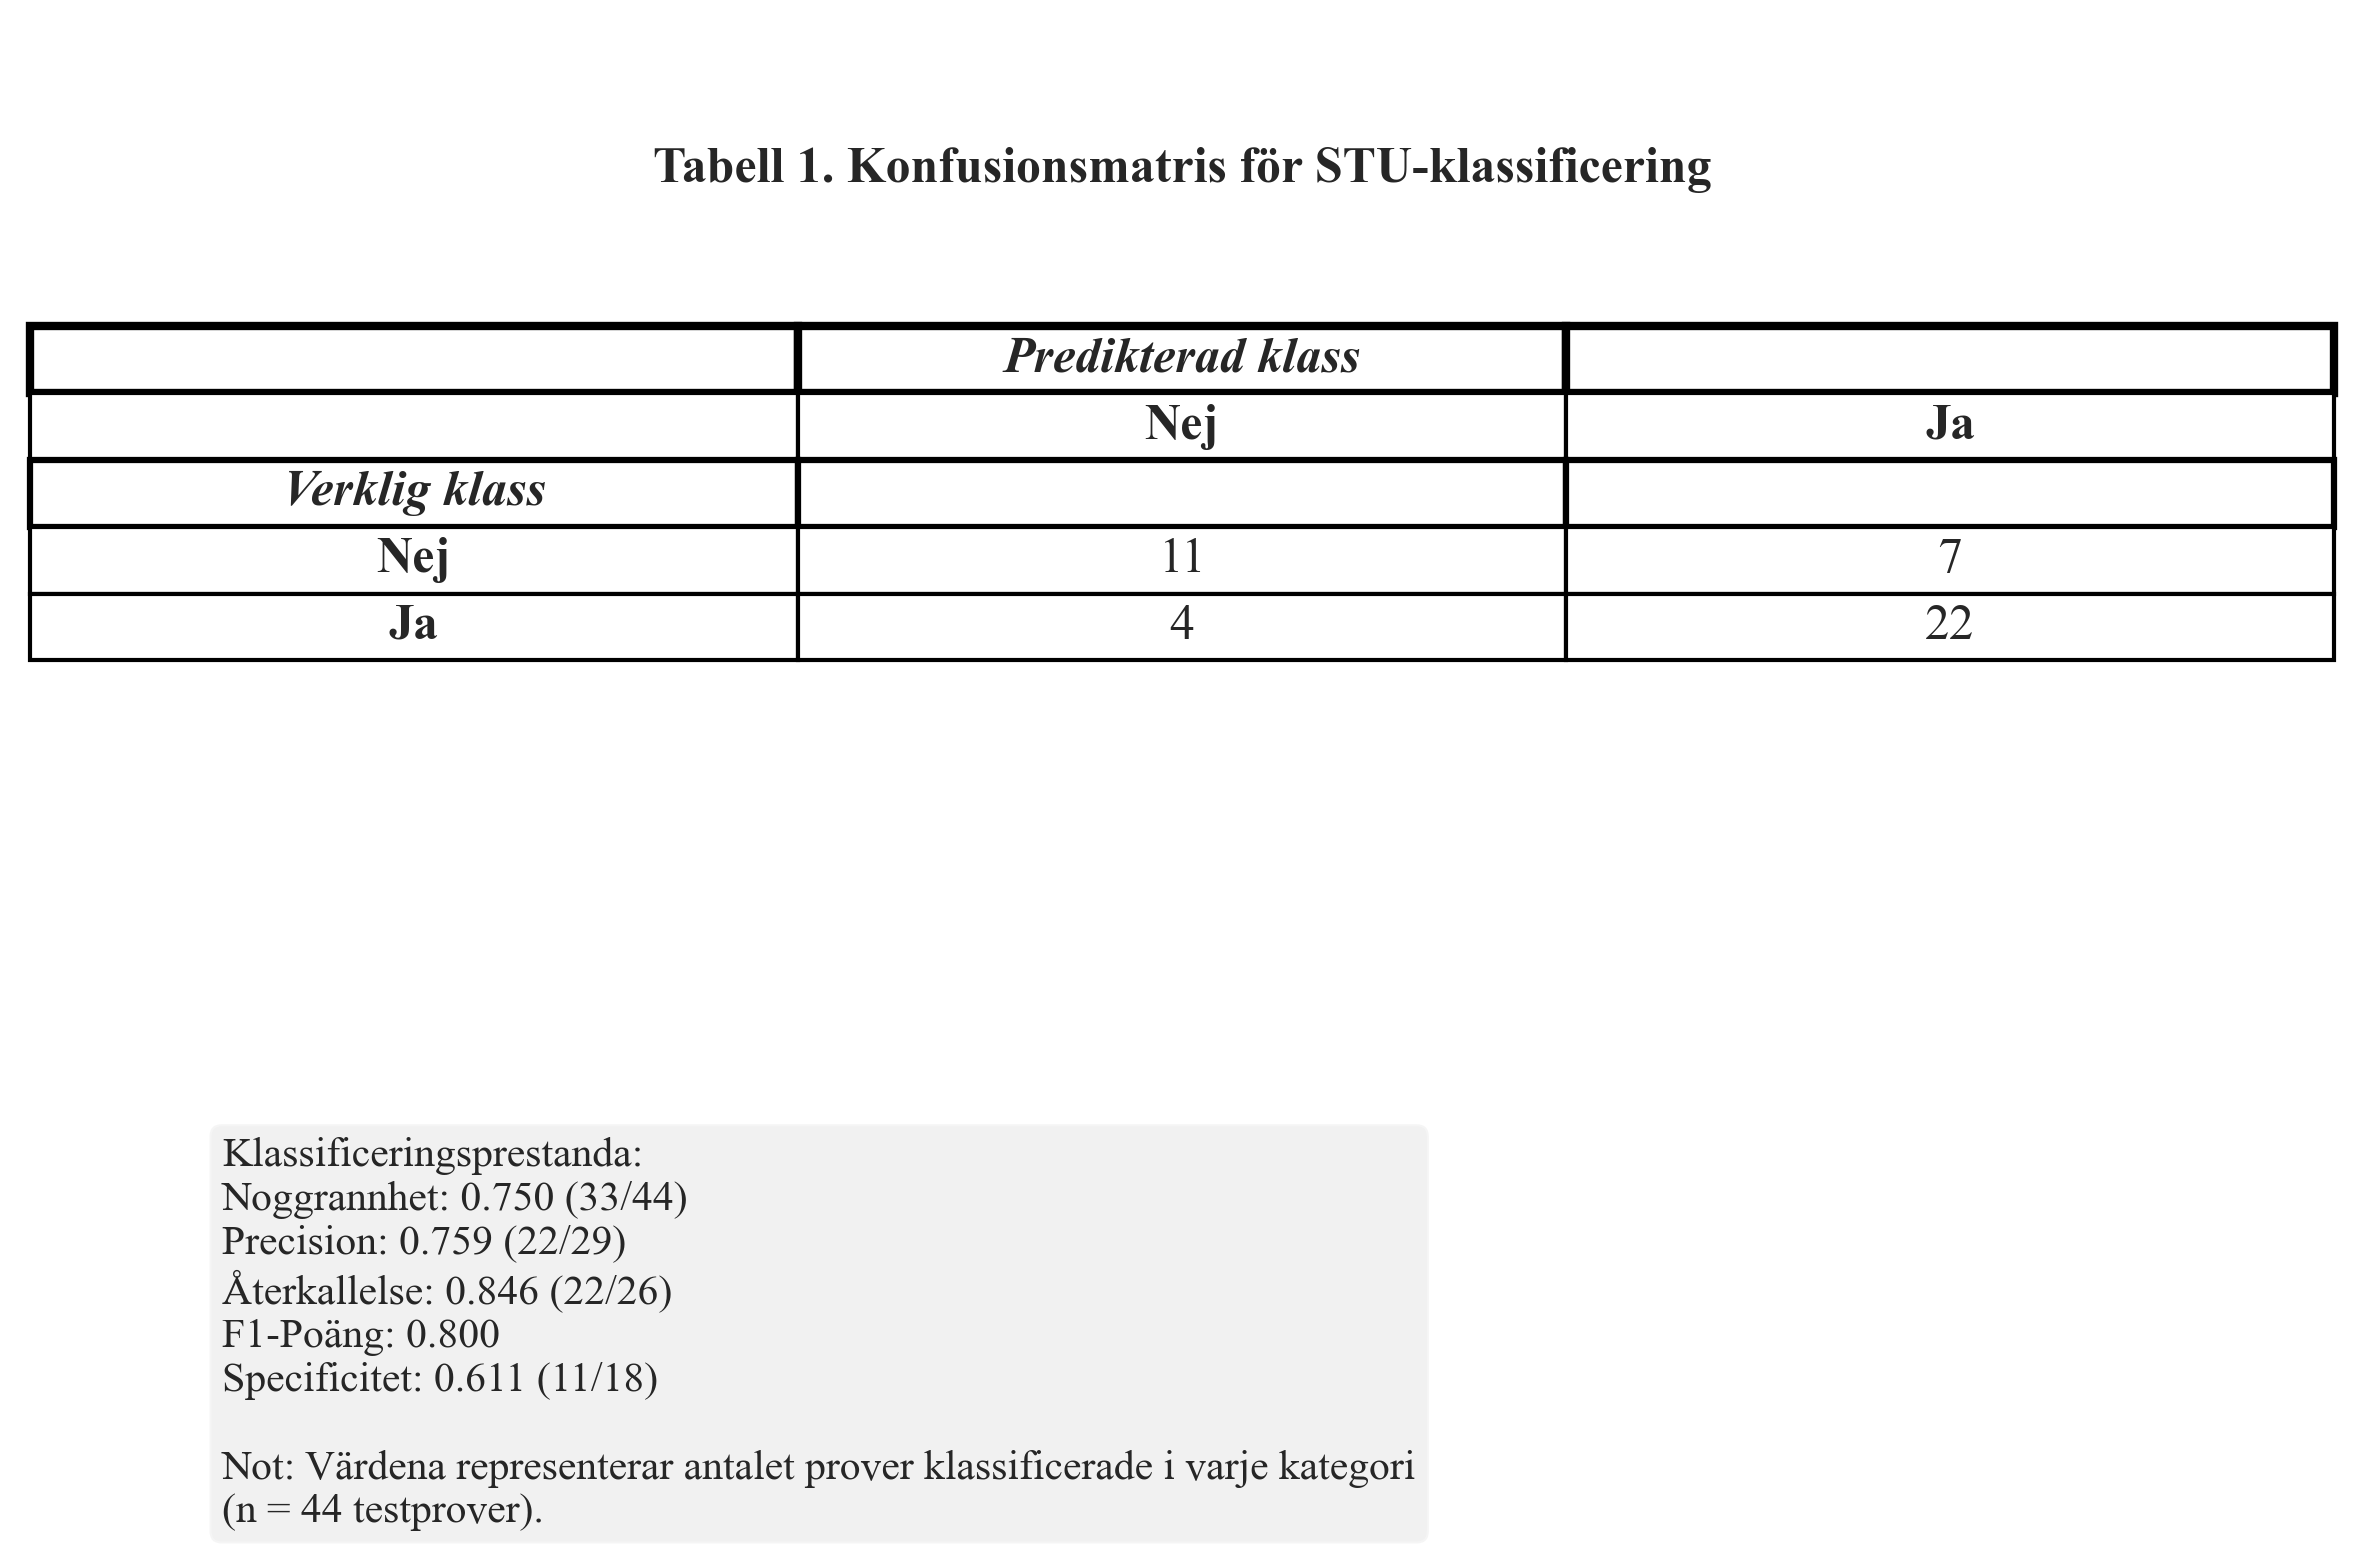 Tabell 1. Konfusionsmatris för STU-klassificering
Predikterad klass
Nej Ja
Verklig klass
Nej 11 7
Ja 4 22
Klassificeringsprestanda:
Noggrannhet: 0.750 (33/44)
Precision: 0.759 (22/29)
Återkallelse: 0.846 (22/26)
F1-Poäng: 0.800
Specificitet: 0.611 (11/18)
Not: Värdena representerar antalet prover klassificerade i varje kategori
(n = 44 testprover).